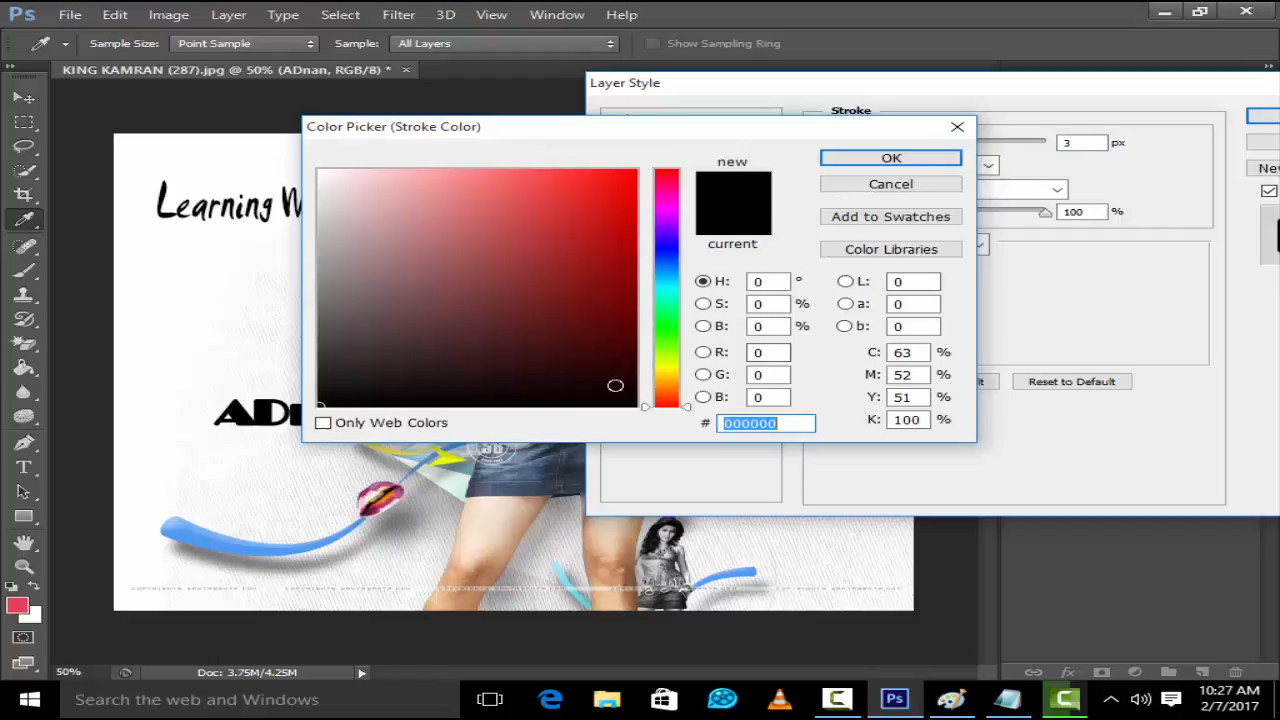 Ps File Edit Image Layer Type Select Filter 3D View Window Help
Sample Size: Point Sample Sample: All Layers Show Sampling Ring
KING KAMRAN (287).jpg @ 50% (ADnan, RGB/8) * ×
Layer Style
Stroke
Color Picker (Stroke Color)
3 px
new
OK
Cancel
New
100 %
Add to Swatches
current
Color Libraries
Learning W
H: 0 ° L: 0
S: 0 % a: 0
B: 0 % b: 0
R: 0 C: 63 %
G: 0 M: 52 %
Reset to Default
B: 0 Y: 51 %
ADn
Only Web Colors # 000000 K: 100 %
50% Doc: 3.75M/4.25M
fx
Search the web and Windows
10:27 AM
2/7/2017